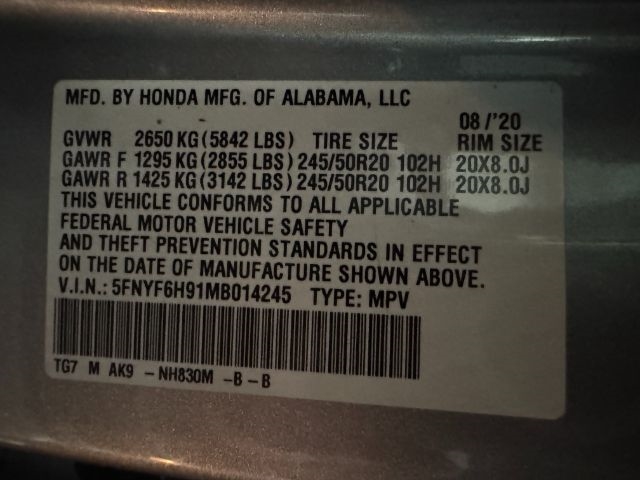 MFD. BY HONDA MFG. OF ALABAMA, LLC
08/'20
GVWR 2650 KG (5842 LBS) TIRE SIZE RIM SIZE
GAWR F 1295 KG (2855 LBS) 245/50R20 102H 20X8.0J
GAWR R 1425 KG (3142 LBS) 245/50R20 102H 20X8.0J
THIS VEHICLE CONFORMS TO ALL APPLICABLE
FEDERAL MOTOR VEHICLE SAFETY
AND THEFT PREVENTION STANDARDS IN EFFECT
ON THE DATE OF MANUFACTURE SHOWN ABOVE.
V.I.N.: 5FNYF6H91MB014245 TYPE: MPV
TG7 M AK9 -NH830M -B-B